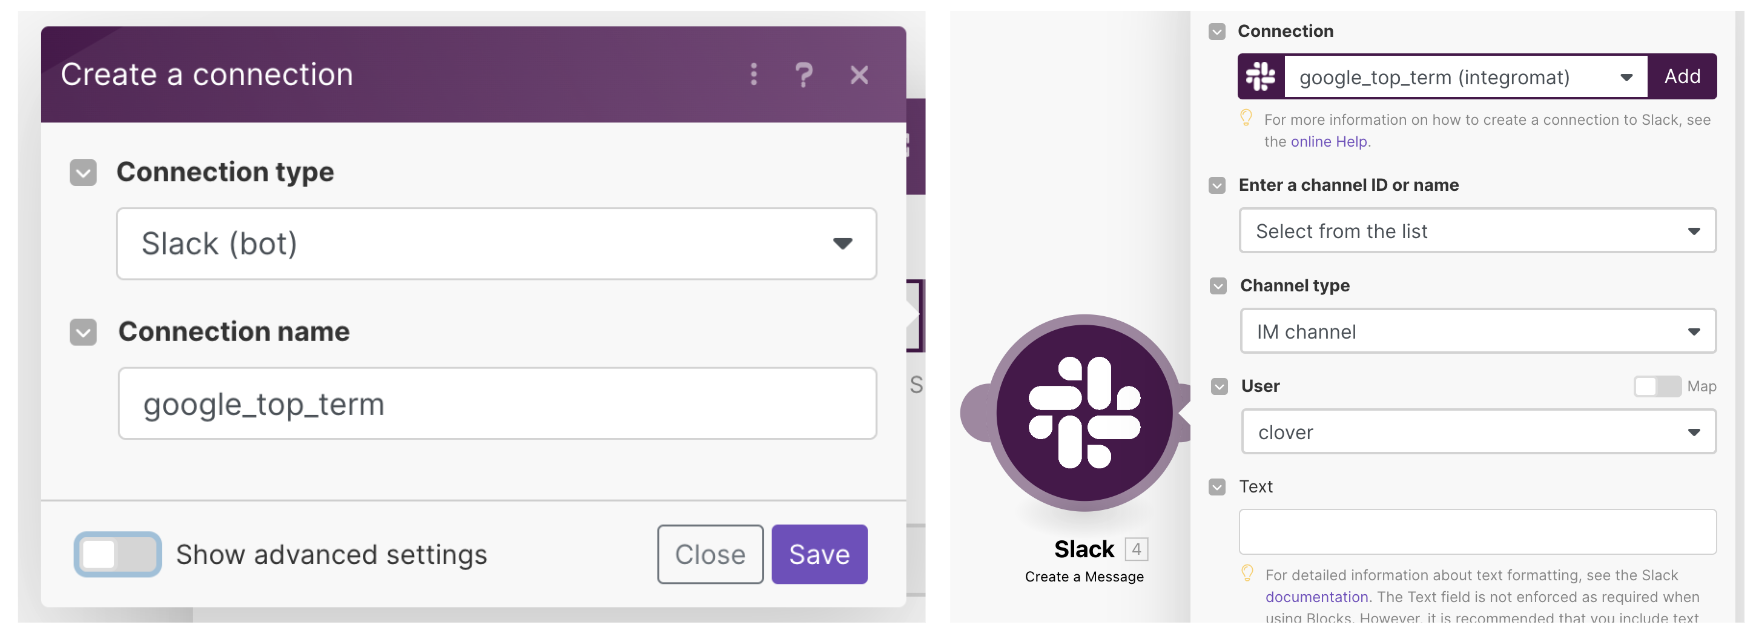 Create a connection
?
Connection type
Slack (bot)
Connection name
google_top_term
Show advanced settings
Close
Save
S
Connection
google_top_term (integromat)
Add
For more information on how to create a connection to Slack, see
the online Help.
Enter a channel ID or name
Select from the list
Channel type
IM channel
User
Map
clover
Text
For detailed information about text formatting, see the Slack
documentation. The Text field is not enforced as required when
using Blocks. However, it is recommended that you include text
Slack 4
Create a Message